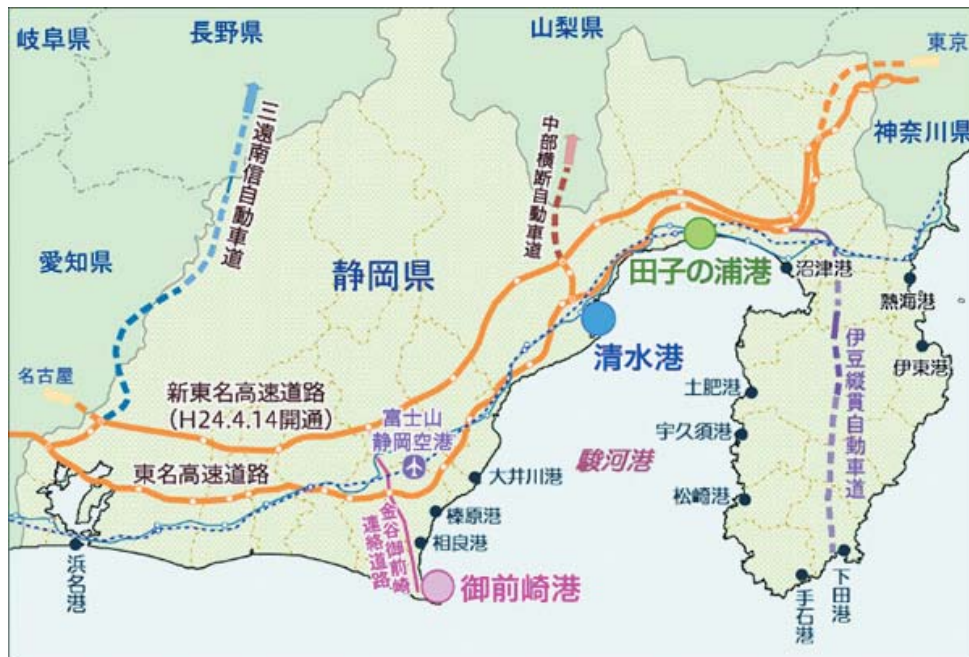 岐阜県
長野県
山梨県
東京
神奈川県
三遠南信自動車道
中部横断自動車道
愛知県
静岡県
田子の浦港
沼津港
熱海港
清水港
伊東港
伊豆縦貫自動車道
名古屋
新東名高速道路
(H24.4.14開通)
富士山
静岡空港
土肥港
宇久須港
駿河港
東名高速道路
大井川港
松崎港
榛原港
金谷御前崎
連絡道路
相良港
御前崎港
浜名港
手石港
下田港